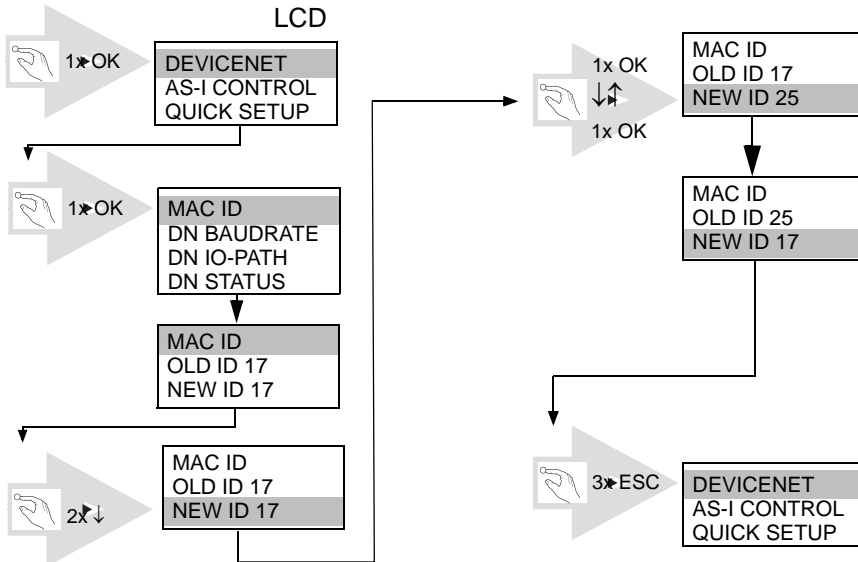 LCD
1x OK
DEVICENET
AS-I CONTROL
QUICK SETUP
1x OK
MAC ID
DN BAUDRATE
DN IO-PATH
DN STATUS
MAC ID
OLD ID 17
NEW ID 17
2x ↓
MAC ID
OLD ID 17
NEW ID 17
1x OK
↓↑
1x OK
MAC ID
OLD ID 17
NEW ID 25
MAC ID
OLD ID 25
NEW ID 17
3x ESC
DEVICENET
AS-I CONTROL
QUICK SETUP